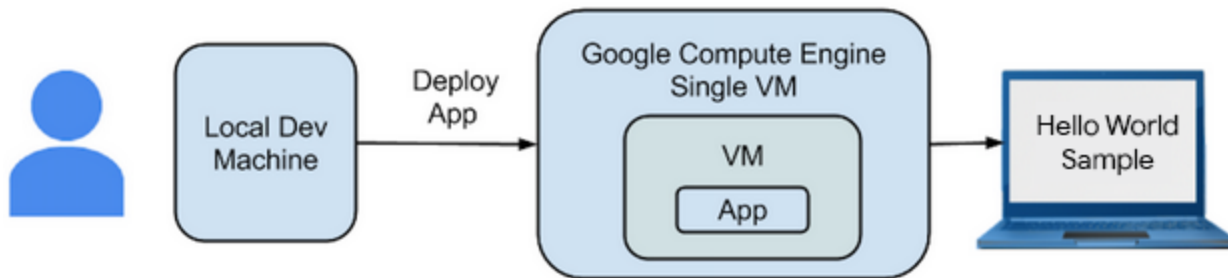 Local Dev
Machine
Deploy
App
Google Compute Engine
Single VM
VM
App
Hello World
Sample